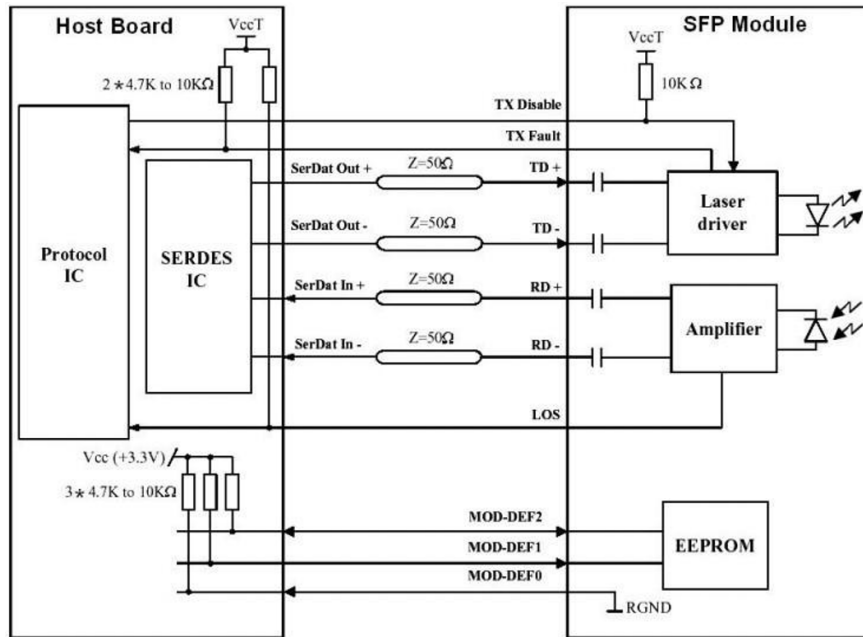 Host Board
SFP Module
VccT
VccT
2∗4.7K to 10KΩ
10KΩ
TX Disable
TX Fault
SerDat Out +
Z=50Ω
TD +
Laser
driver
SerDat Out -
Z=50Ω
TD -
Protocol
IC
SERDES
IC
SerDat In +
Z=50Ω
RD +
Amplifier
SerDat In -
Z=50Ω
RD -
LOS
Vcc (+3.3V)
3∗4.7K to 10KΩ
MOD-DEF2
EEPROM
MOD-DEF1
MOD-DEF0
RGND